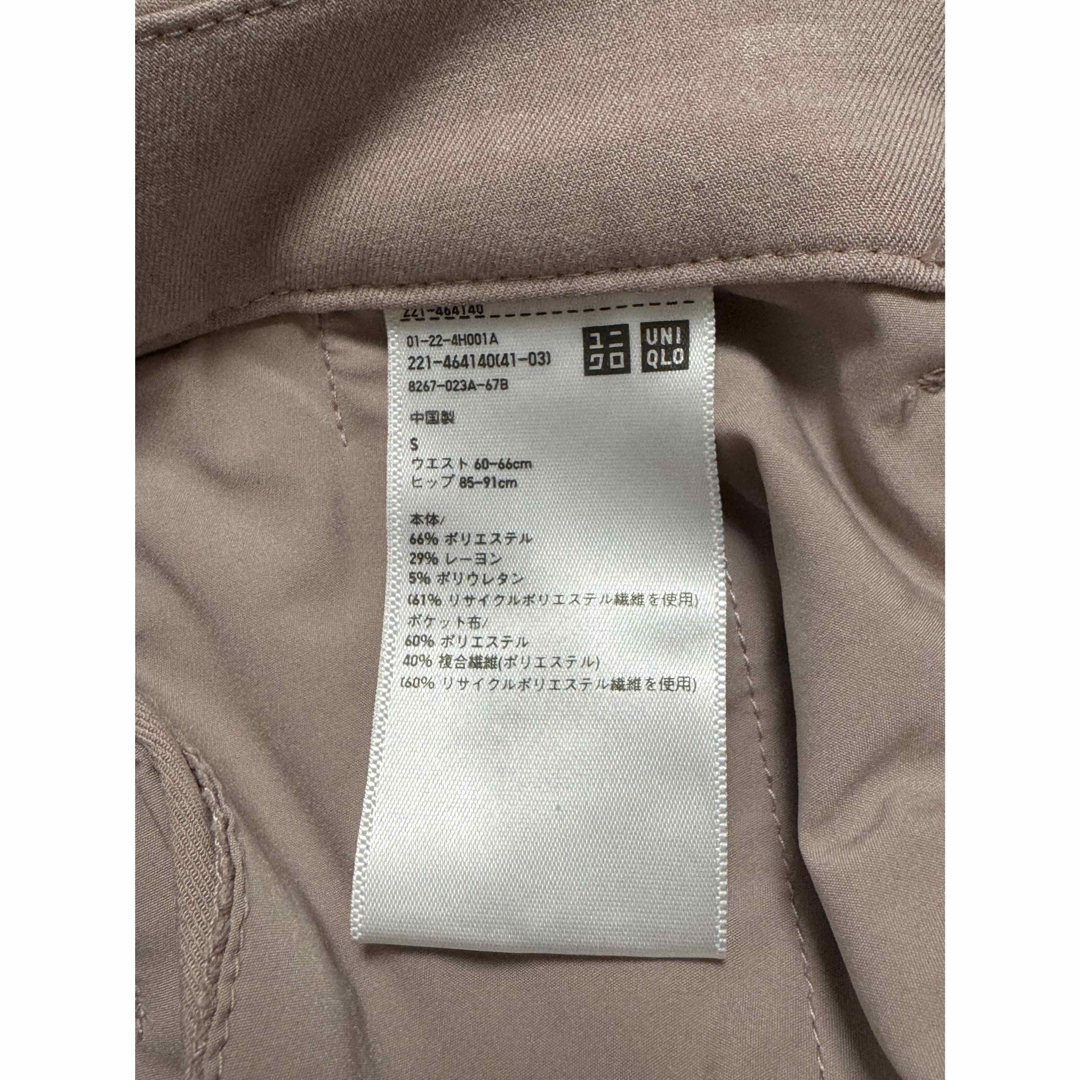 221-464140
01-22-4H001A
221-464140(41-03)
8267-023A-67B
ユニ
クロ
UNI
QLO
中国製
S
ウエスト 60-66cm
ヒップ 85-91cm
本体/
66% ポリエステル
29% レーヨン
5% ポリウレタン
(61% リサイクルポリエステル繊維を使用)
ポケット布/
60% ポリエステル
40% 複合繊維(ポリエステル)
(60% リサイクルポリエステル繊維を使用)